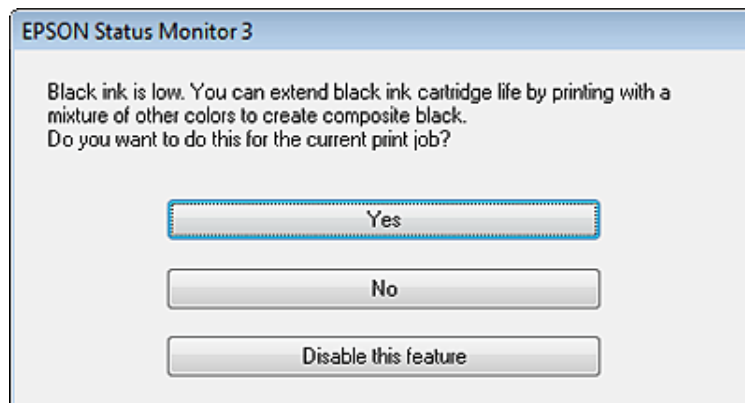 EPSON Status Monitor 3
Black ink is low. You can extend black ink cartridge life by printing with a
mixture of other colors to create composite black.
Do you want to do this for the current print job?
Yes
No
Disable this feature